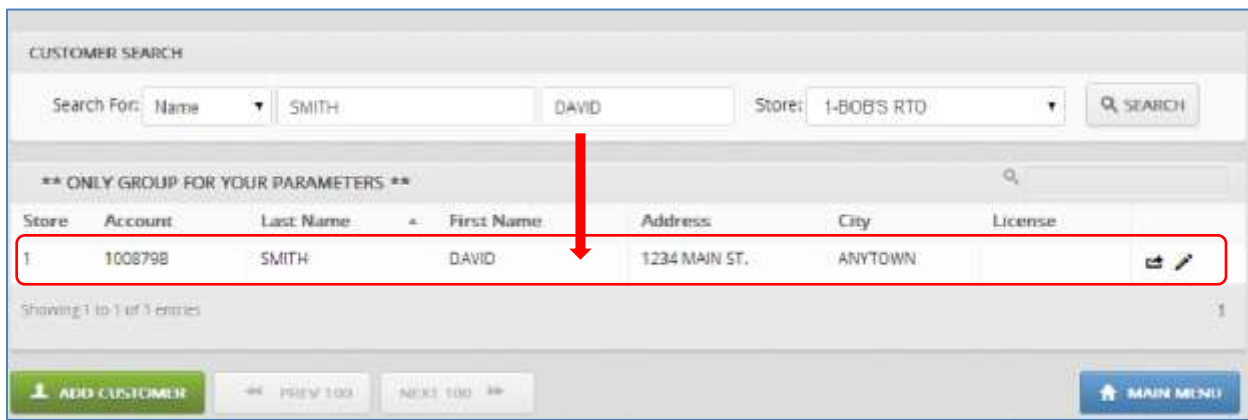 CUSTOMER SEARCH
Search For: Name SMITH DAVID Store: 1-BOB'S RTO SEARCH
** ONLY GROUP FOR YOUR PARAMETERS **
Store Account Last Name First Name Address City License
1 1008798 SMITH DAVID 1234 MAIN ST. ANYTOWN
Showing 1 to 1 of 1 entries 1
ADD CUSTOMER PREV 100 NEXT 100 MAIN MENU